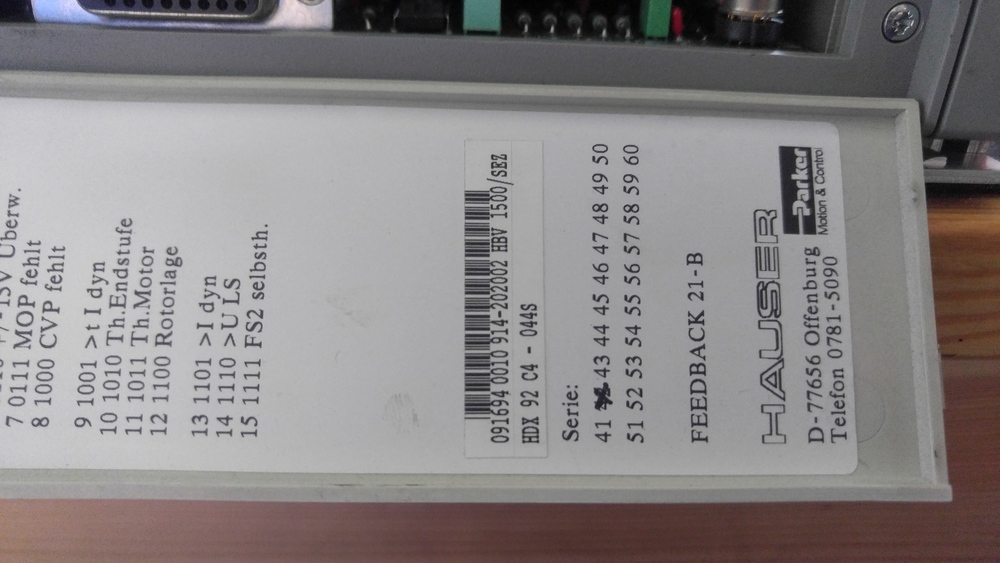 +/-15V Überw.
7 0111 MOP fehlt
8 1000 CVP fehlt
9 1001 >t I dyn
10 1010 Th.Endstufe
11 1011 Th.Motor
12 1100 Rotorlage
13 1101 >I dyn
14 1110 >U LS
15 1111 FS2 selbsth.
091694 0010 914-202002 HBV 1500/SEZ
HDX 92 C4 - 044S
Serie:
41 43 44 45 46 47 48 49 50
51 52 53 54 55 56 57 58 59 60
FEEDBACK 21-B
HAUSER
Parker
Motion & Control
D-77656 Offenburg
Telefon 0781-5090